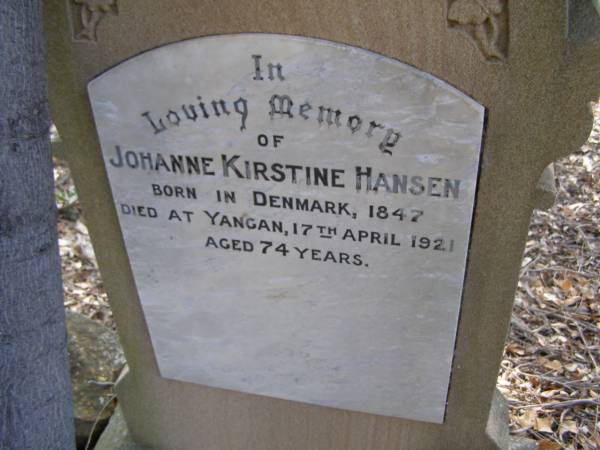 In
Loving Memory
OF
JOHANNE KIRSTINE HANSEN
BORN IN DENMARK, 1847
DIED AT YANGAN, 17TH APRIL 1921
AGED 74 YEARS.